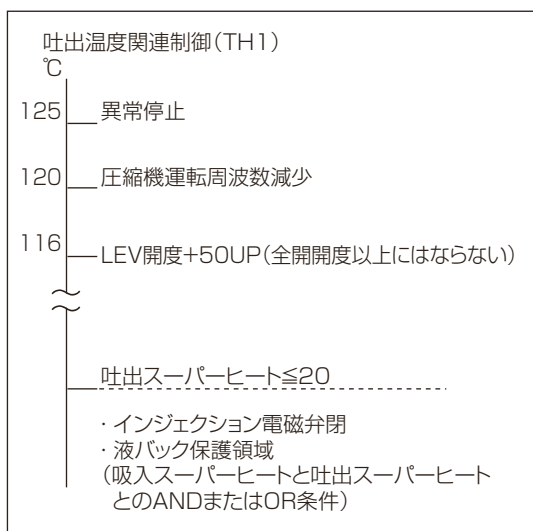 吐出温度関連制御(TH1)
℃
125 異常停止
120 圧縮機運転周波数減少
116 LEV開度+50UP(全開開度以上にはならない)
吐出スーパーヒート≦20
・インジェクション電磁弁閉
・液バック保護領域
(吸入スーパーヒートと吐出スーパーヒート
とのANDまたはOR条件)